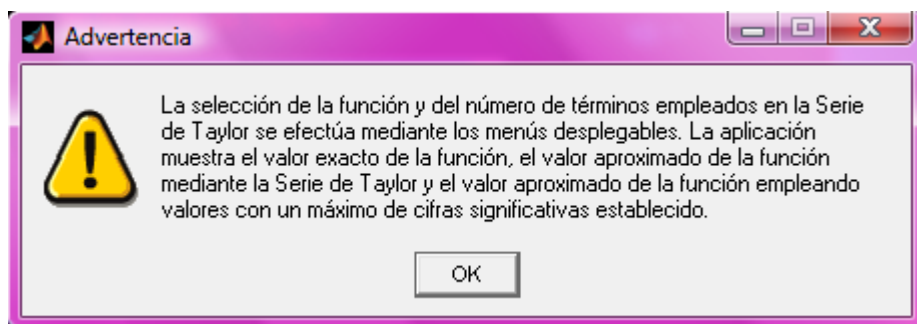 Advertencia
La selección de la función y del número de términos empleados en la Serie
de Taylor se efectúa mediante los menús desplegables. La aplicación
muestra el valor exacto de la función, el valor aproximado de la función
mediante la Serie de Taylor y el valor aproximado de la función empleando
valores con un máximo de cifras significativas establecido.
OK